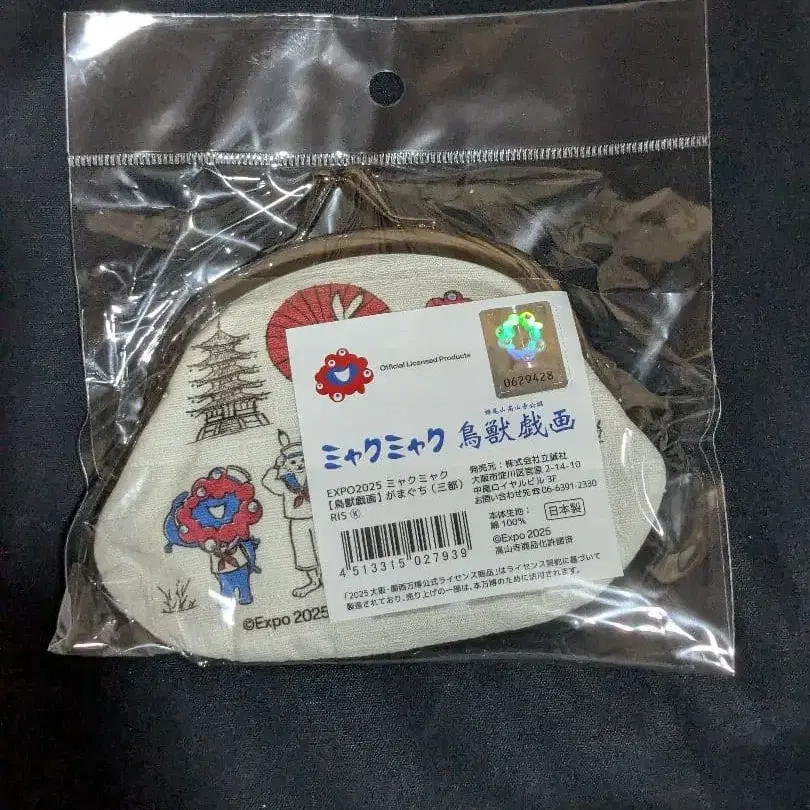 Official Licensed Products
0629428
栂尾山高山寺公認
ミャクミャク 鳥獣戯画
EXPO2025 ミャクミャク
【鳥獣戯画】がまぐち（三都）
RIS Ⓚ
4 513315 027939
発売元：株式会社立誠社
大阪市淀川区宮原 2-14-10
中尾ロイヤルビル 3F
お問い合わせ先 ☎ 06-6391-2330
本体生地：
綿 100%
日本製
©Expo 2025
高山寺商品化許諾済
「2025 大阪・関西万博公式ライセンス商品」はライセンス契約に基づいて
製造されており、売り上げの一部は、本万博のために活用されます。
©Expo 2025